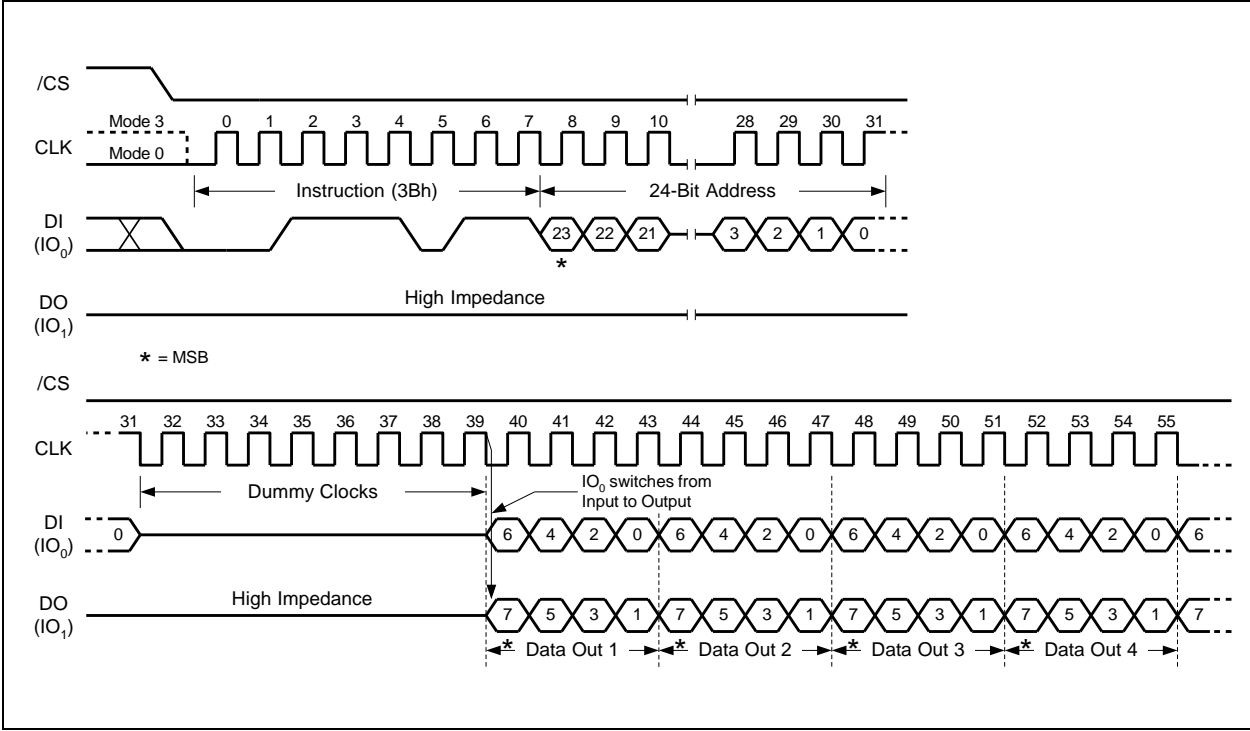 /CS
Mode 3 0 1 2 3 4 5 6 7 8 9 10 28 29 30 31
CLK
Mode 0
Instruction (3Bh) 24-Bit Address
DI
(IO0) 23 22 21 3 2 1 0
*
High Impedance
DO
(IO1)
* = MSB
/CS
31 32 33 34 35 36 37 38 39 40 41 42 43 44 45 46 47 48 49 50 51 52 53 54 55
CLK
Dummy Clocks
IO0 switches from
Input to Output
DI
(IO0) 0 6 4 2 0 6 4 2 0 6 4 2 0 6 4 2 0 6
High Impedance
DO
(IO1) 7 5 3 1 7 5 3 1 7 5 3 1 7 5 3 1 7
* Data Out 1 * Data Out 2 * Data Out 3 * Data Out 4